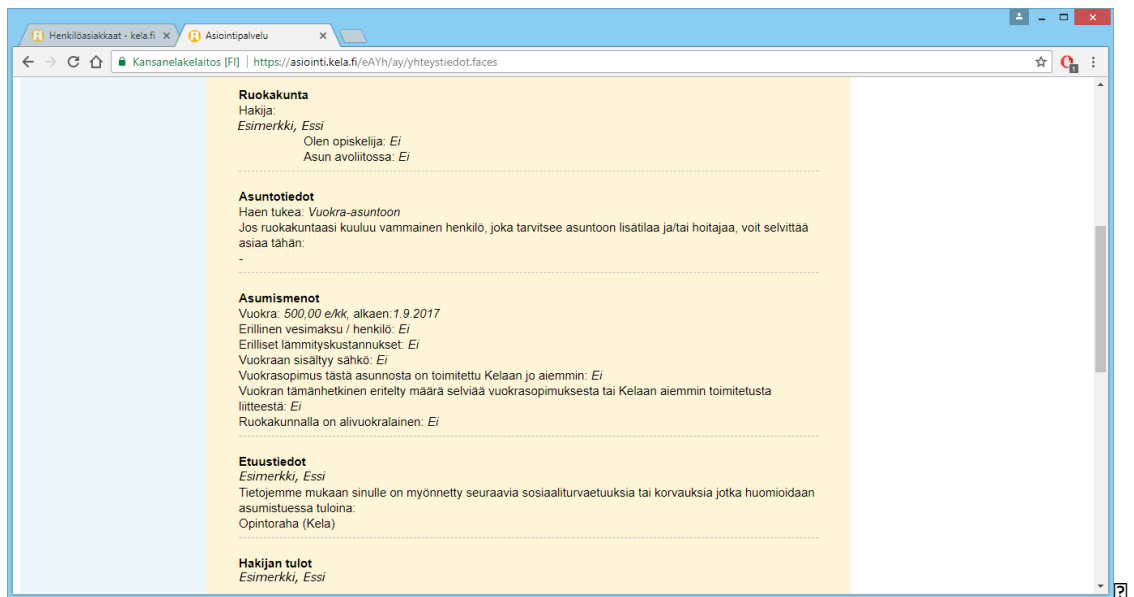 Henkilöasiakkaat - kela.fi
Asiointipalvelu
Kansanelakelaitos [FI] https://asiointi.kela.fi/eAYh/ay/yhteystiedot.faces
1
Ruokakunta
Hakija:
Esimerkki, Essi
Olen opiskelija: Ei
Asun avoliitossa: Ei
Asuntotiedot
Haen tukea: Vuokra-asuntoon
Jos ruokakuntaasi kuuluu vammainen henkilö, joka tarvitsee asuntoon lisätilaa ja/tai hoitajaa, voit selvittää
asiaa tähän:
-
Asumismenot
Vuokra: 500,00 e/kk, alkaen:1.9.2017
Erillinen vesimaksu / henkilö: Ei
Erilliset lämmityskustannukset: Ei
Vuokraan sisältyy sähkö: Ei
Vuokrasopimus tästä asunnosta on toimitettu Kelaan jo aiemmin: Ei
Vuokran tämänhetkinen eritelty määrä selviää vuokrasopimuksesta tai Kelaan aiemmin toimitetusta
liitteestä: Ei
Ruokakunnalla on alivuokralainen: Ei
Etuustiedot
Esimerkki, Essi
Tietojemme mukaan sinulle on myönnetty seuraavia sosiaaliturvaetuuksia tai korvauksia jotka huomioidaan
asumistuessa tuloina:
Opintoraha (Kela)
Hakijan tulot
Esimerkki, Essi
?